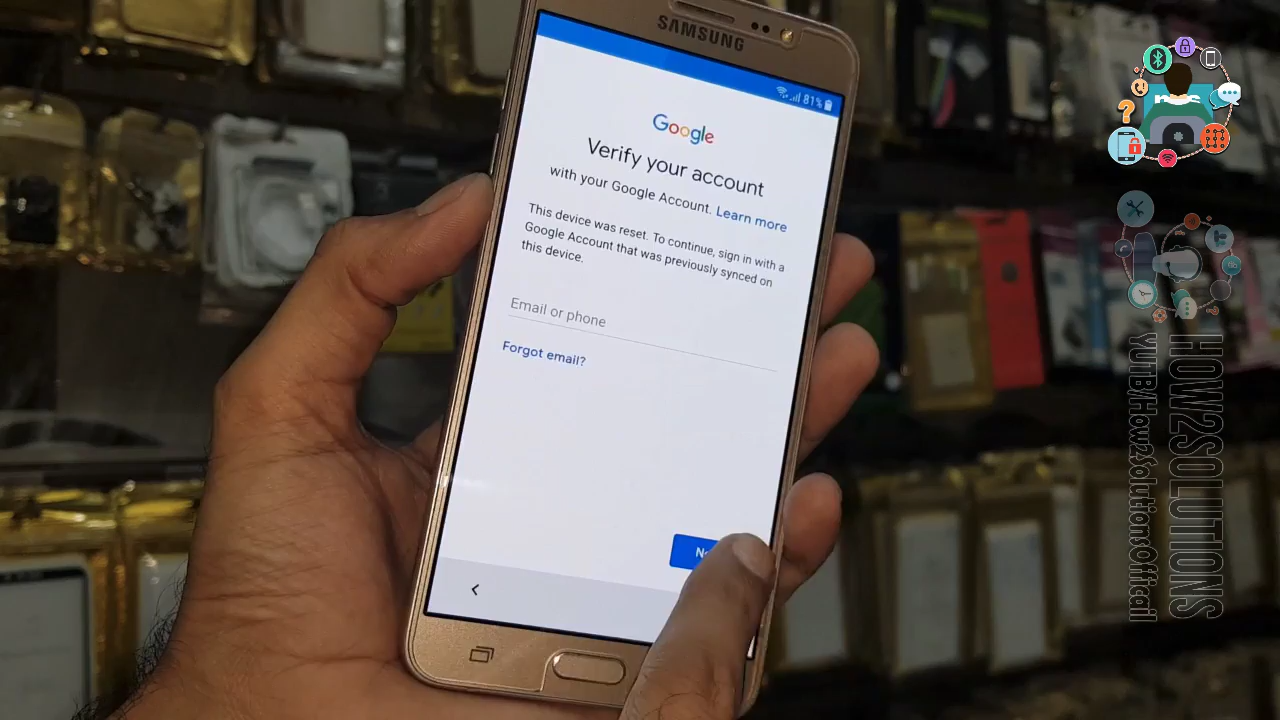 SAMSUNG
81%
Google
Verify your account
with your Google Account. Learn more
This device was reset. To continue, sign in with a
Google Account that was previously synced on
this device.
Email or phone
Forgot email?
HOW2SOLUTIONS
YUTB/How2SolutionsOfficail